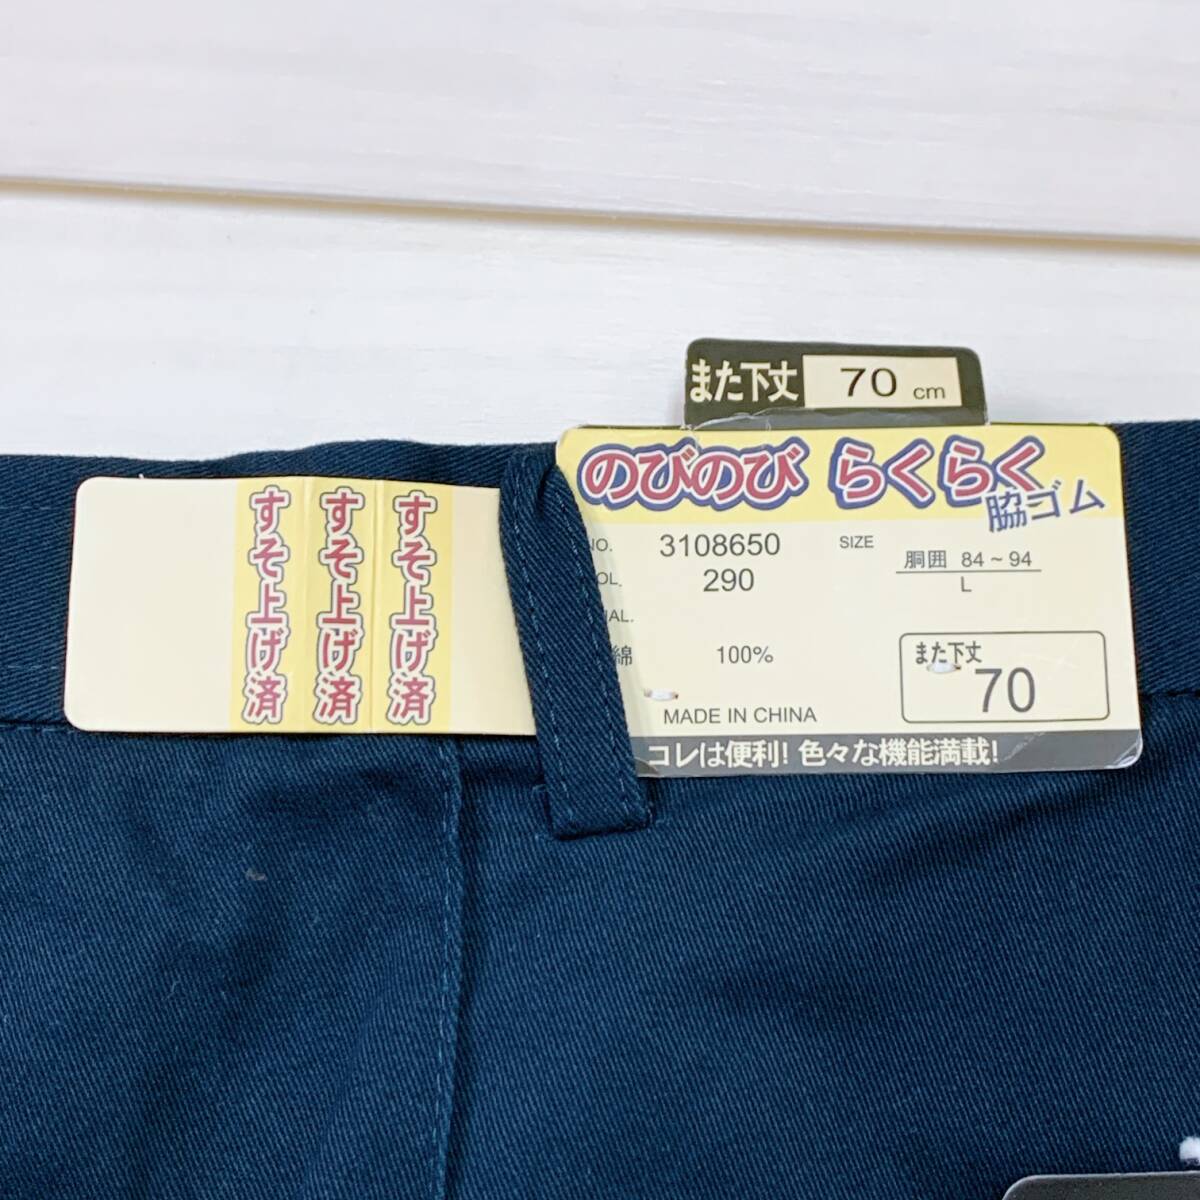 また下丈 70 cm
のびのび らくらく
脇ゴム
NO. 3108650 SIZE 胴囲 84~94
290 L
綿 100%
また下丈
70
MADE IN CHINA
コレは便利! 色々な機能満載!
すそ上げ済
すそ上げ済
すそ上げ済